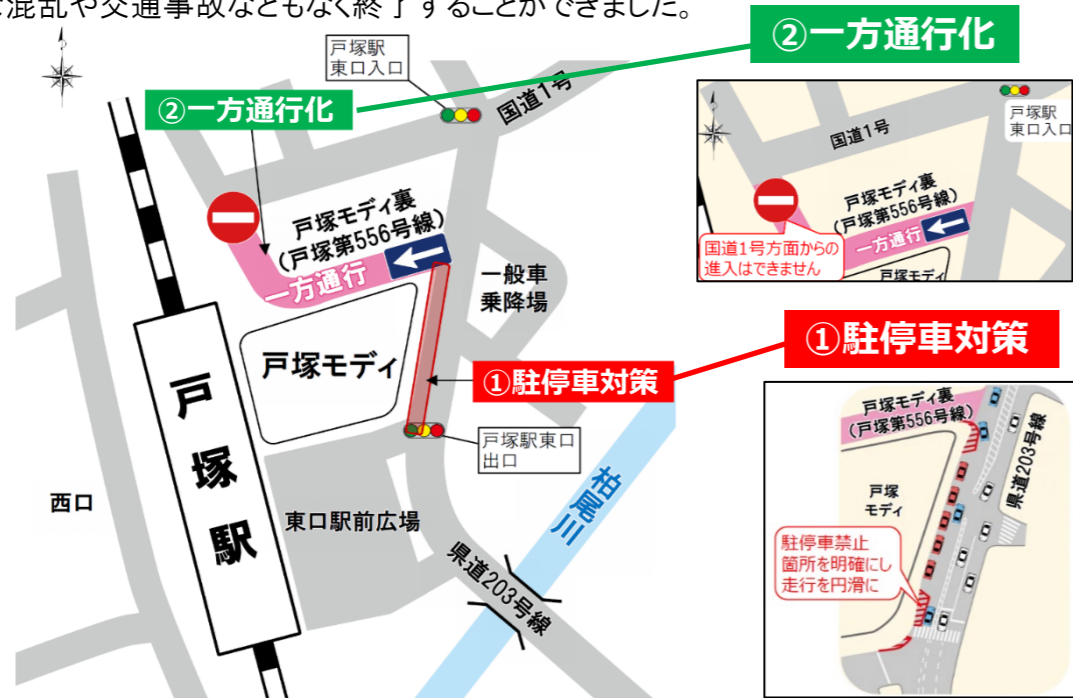 混乱や交通事故などもなく終了することができました。
②一方通行化
戸塚駅
東口入口
②一方通行化
国道1号
戸塚モディ裏
(戸塚第556号線)
一方通行
一般車
乗降場
戸塚モディ
①駐停車対策
戸塚駅東口
出口
戸塚駅
西口
東口駅前広場
柏尾川
県道203号線
戸塚駅
東口入口
国道1号
戸塚モディ裏
(戸塚第556号線)
一方通行
国道1号方面からの
進入はできません
戸塚モディ
①駐停車対策
戸塚モディ裏
(戸塚第556号線)
県道203号線
戸塚
モディ
駐停車禁止
箇所を明確にし
走行を円滑に